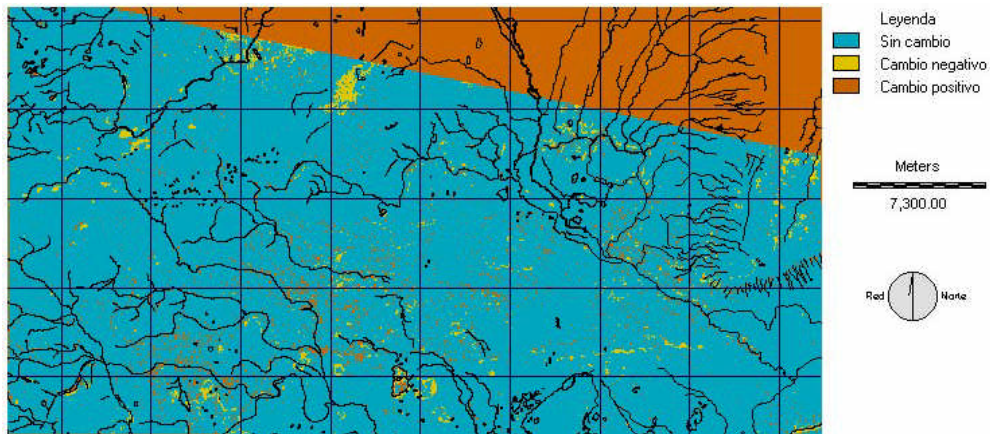 Leyenda
Sin cambio
Cambio negativo
Cambio positivo
Meters
7,300.00
Red Norte